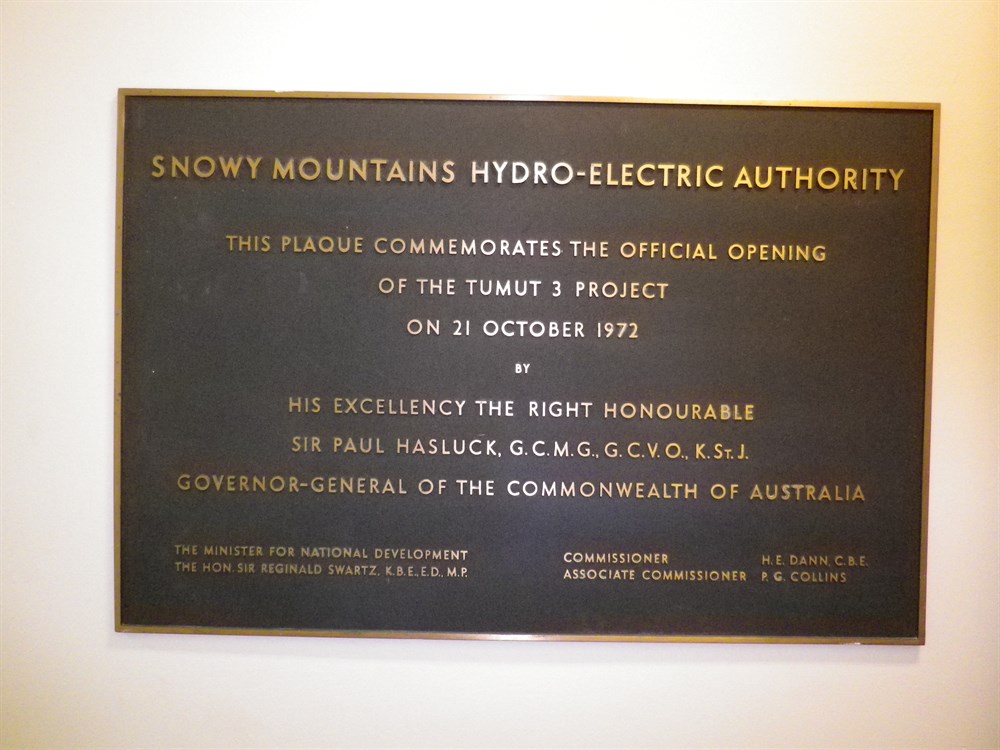 SNOWY MOUNTAINS HYDRO-ELECTRIC AUTHORITY
THIS PLAQUE COMMEMORATES THE OFFICIAL OPENING
OF THE TUMUT 3 PROJECT
ON 21 OCTOBER 1972
BY
HIS EXCELLENCY THE RIGHT HONOURABLE
SIR PAUL HASLUCK, G.C.M.G., G.C.V.O., K.ST.J.
GOVERNOR-GENERAL OF THE COMMONWEALTH OF AUSTRALIA
THE MINISTER FOR NATIONAL DEVELOPMENT
THE HON. SIR REGINALD SWARTZ, K.B.E., E.D., M.P.
COMMISSIONER H.E. DANN, C.B.E.
ASSOCIATE COMMISSIONER P. G. COLLINS